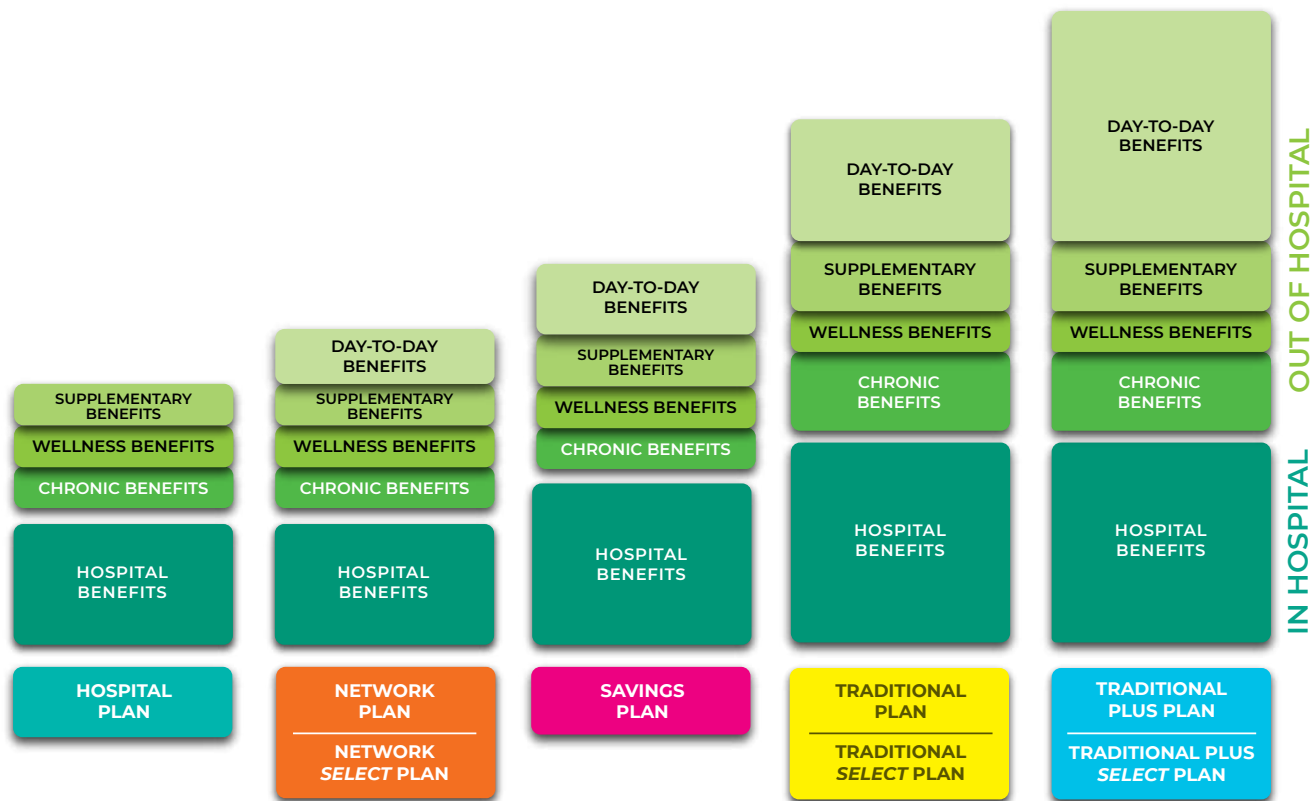 SUPPLEMENTARY
BENEFITS
WELLNESS BENEFITS
CHRONIC BENEFITS
HOSPITAL
BENEFITS
HOSPITAL
PLAN
DAY-TO-DAY
BENEFITS
SUPPLEMENTARY
BENEFITS
WELLNESS BENEFITS
CHRONIC BENEFITS
HOSPITAL
BENEFITS
NETWORK
PLAN
NETWORK
SELECT PLAN
DAY-TO-DAY
BENEFITS
SUPPLEMENTARY
BENEFITS
WELLNESS BENEFITS
CHRONIC BENEFITS
HOSPITAL
BENEFITS
SAVINGS
PLAN
DAY-TO-DAY
BENEFITS
SUPPLEMENTARY
BENEFITS
WELLNESS BENEFITS
CHRONIC
BENEFITS
HOSPITAL
BENEFITS
TRADITIONAL
PLAN
TRADITIONAL
SELECT PLAN
DAY-TO-DAY
BENEFITS
SUPPLEMENTARY
BENEFITS
WELLNESS BENEFITS
CHRONIC
BENEFITS
HOSPITAL
BENEFITS
TRADITIONAL
PLUS PLAN
TRADITIONAL PLUS
SELECT PLAN
OUT OF HOSPITAL
IN HOSPITAL